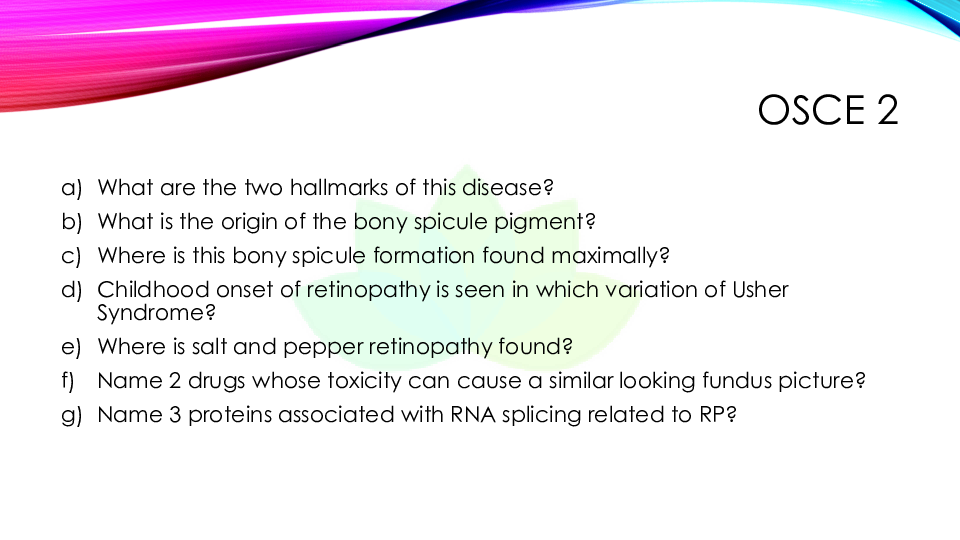 OSCE 2
a) What are the two hallmarks of this disease?
b) What is the origin of the bony spicule pigment?
c) Where is this bony spicule formation found maximally?
d) Childhood onset of retinopathy is seen in which variation of Usher
Syndrome?
e) Where is salt and pepper retinopathy found?
f) Name 2 drugs whose toxicity can cause a similar looking fundus picture?
g) Name 3 proteins associated with RNA splicing related to RP?